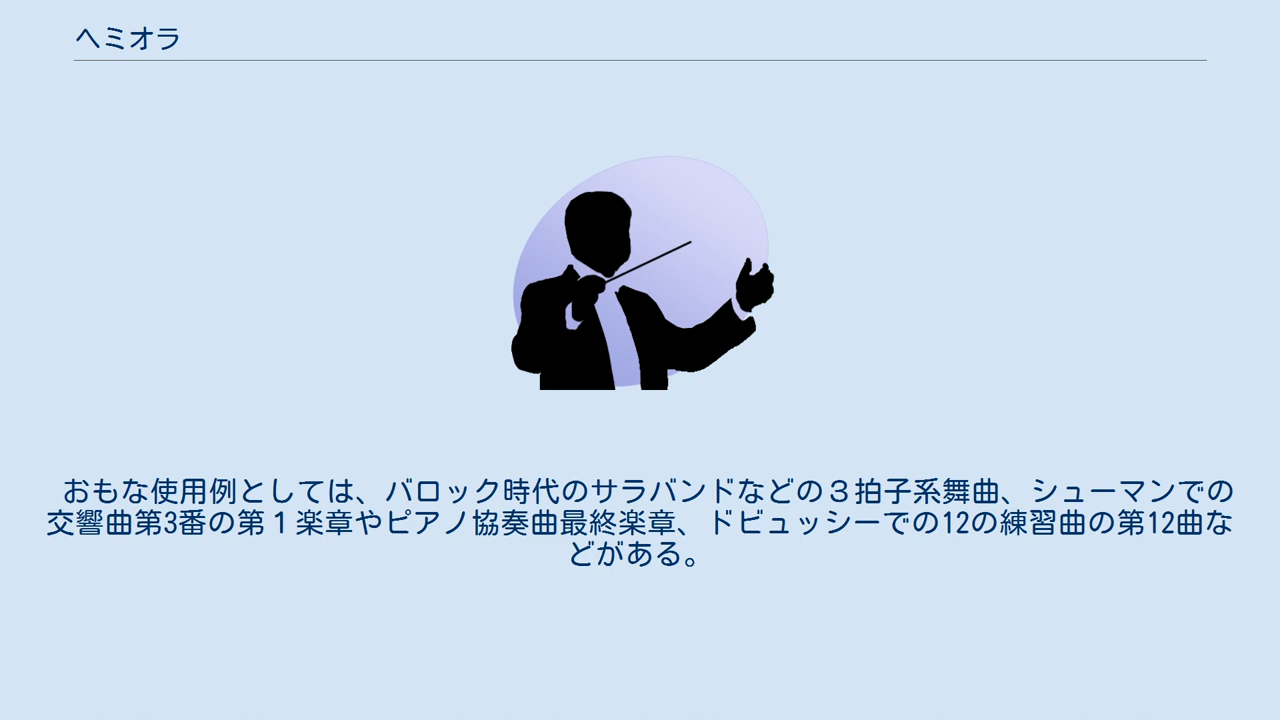 ヘミオラ
おもな使用例としては、バロック時代のサラバンドなどの３拍子系舞曲、シューマンでの
交響曲第3番の第１楽章やピアノ協奏曲最終楽章、ドビュッシーでの12の練習曲の第12曲な
どがある。